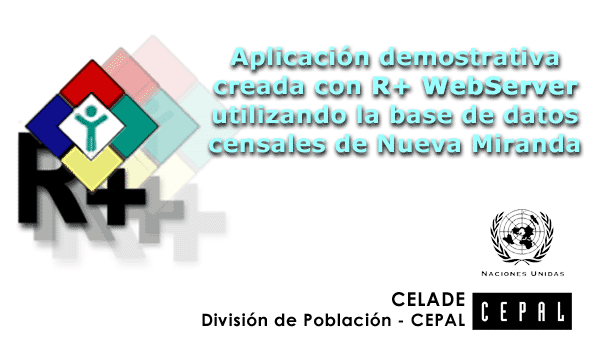 Aplicación demostrativa
creada con R+ WebServer
utilizando la base de datos
censales de Nueva Miranda
R+
NACIONES UNIDAS
CELADE
División de Población - CEPAL
CEPAL